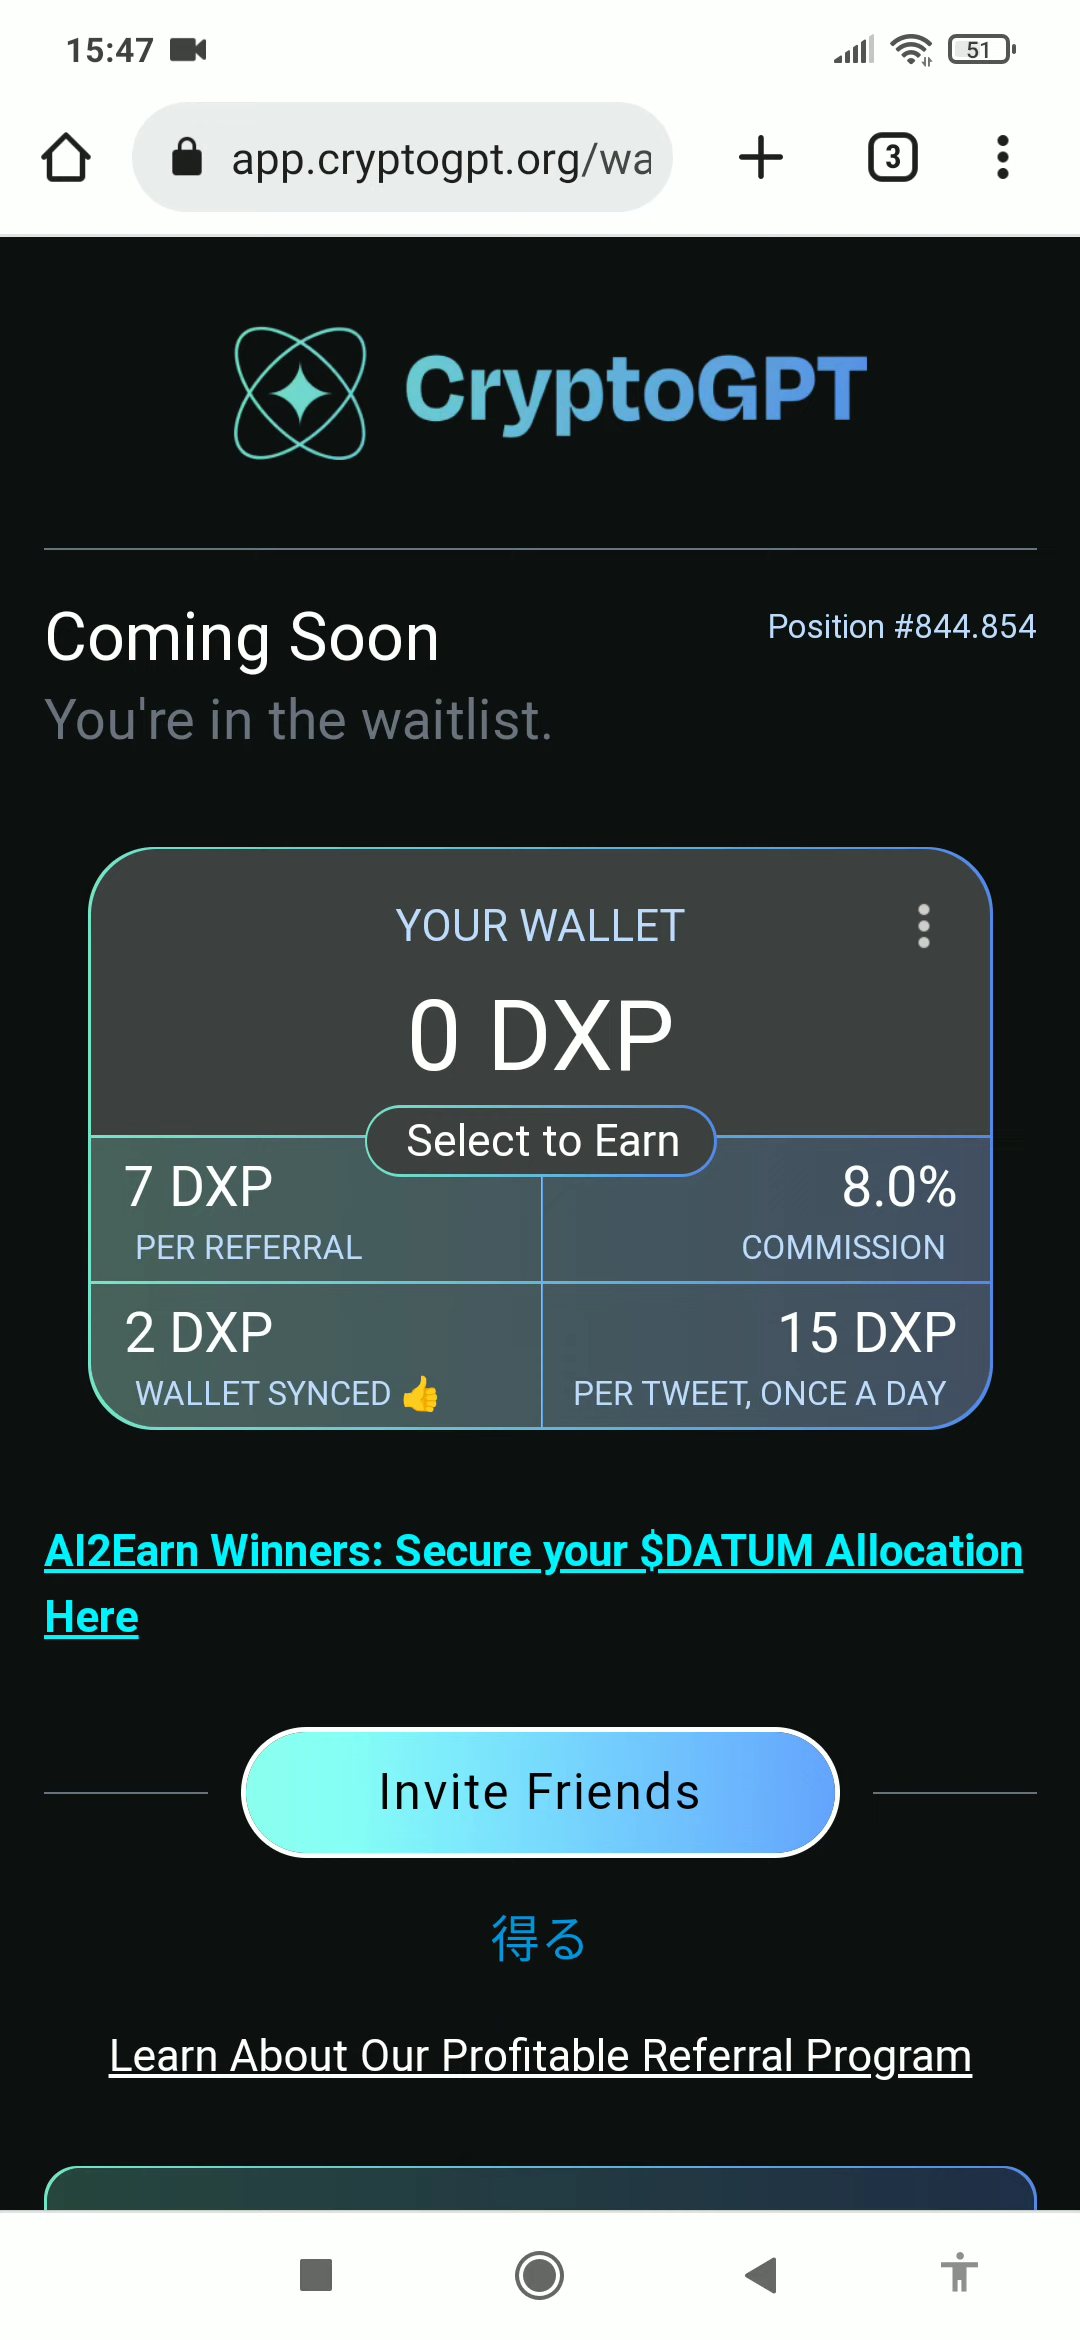 15:47
51
app.cryptogpt.org/wa
3
CryptoGPT
Coming Soon
Position #844.854
You're in the waitlist.
YOUR WALLET
0 DXP
Select to Earn
7 DXP
8.0%
PER REFERRAL
COMMISSION
2 DXP
15 DXP
WALLET SYNCED 👍
PER TWEET, ONCE A DAY
AI2Earn Winners: Secure your $DATUM Allocation
Here
Invite Friends
得る
Learn About Our Profitable Referral Program